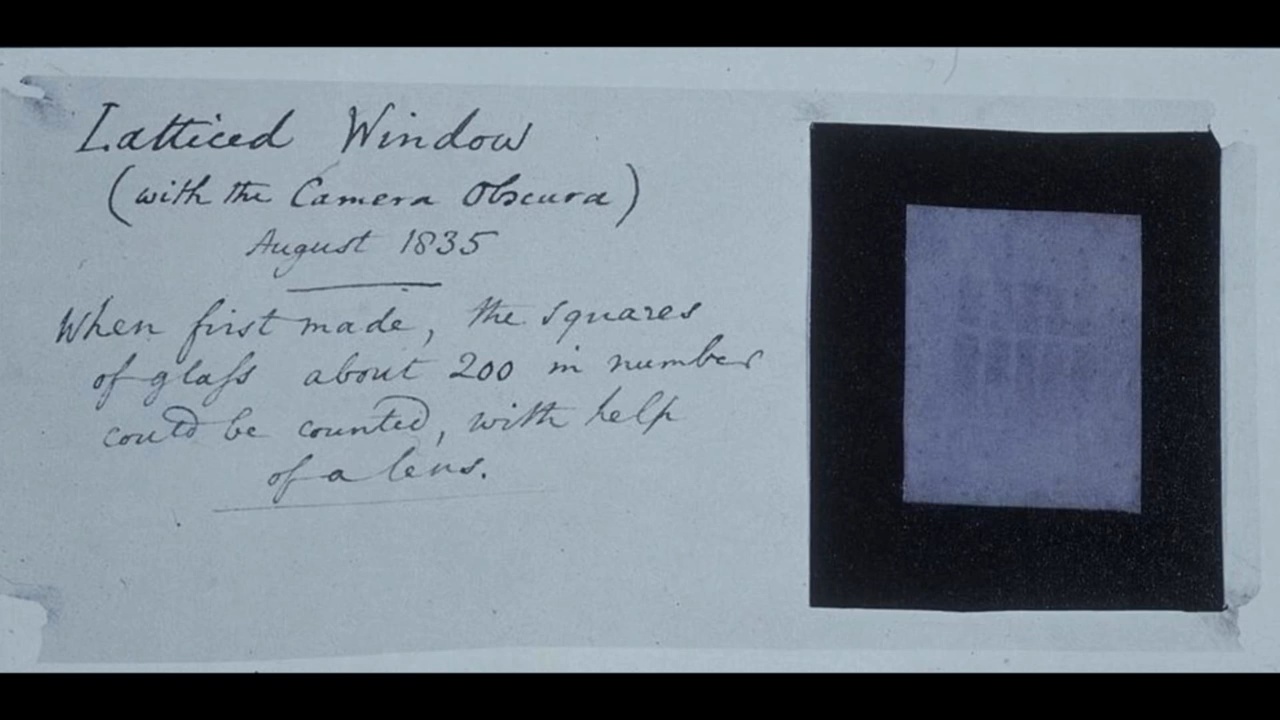 Latticed Window
(with the Camera Obscura)
August 1835
When first made, the squares
of glaſs about 200 in number
could be counted, with help
of a lens.